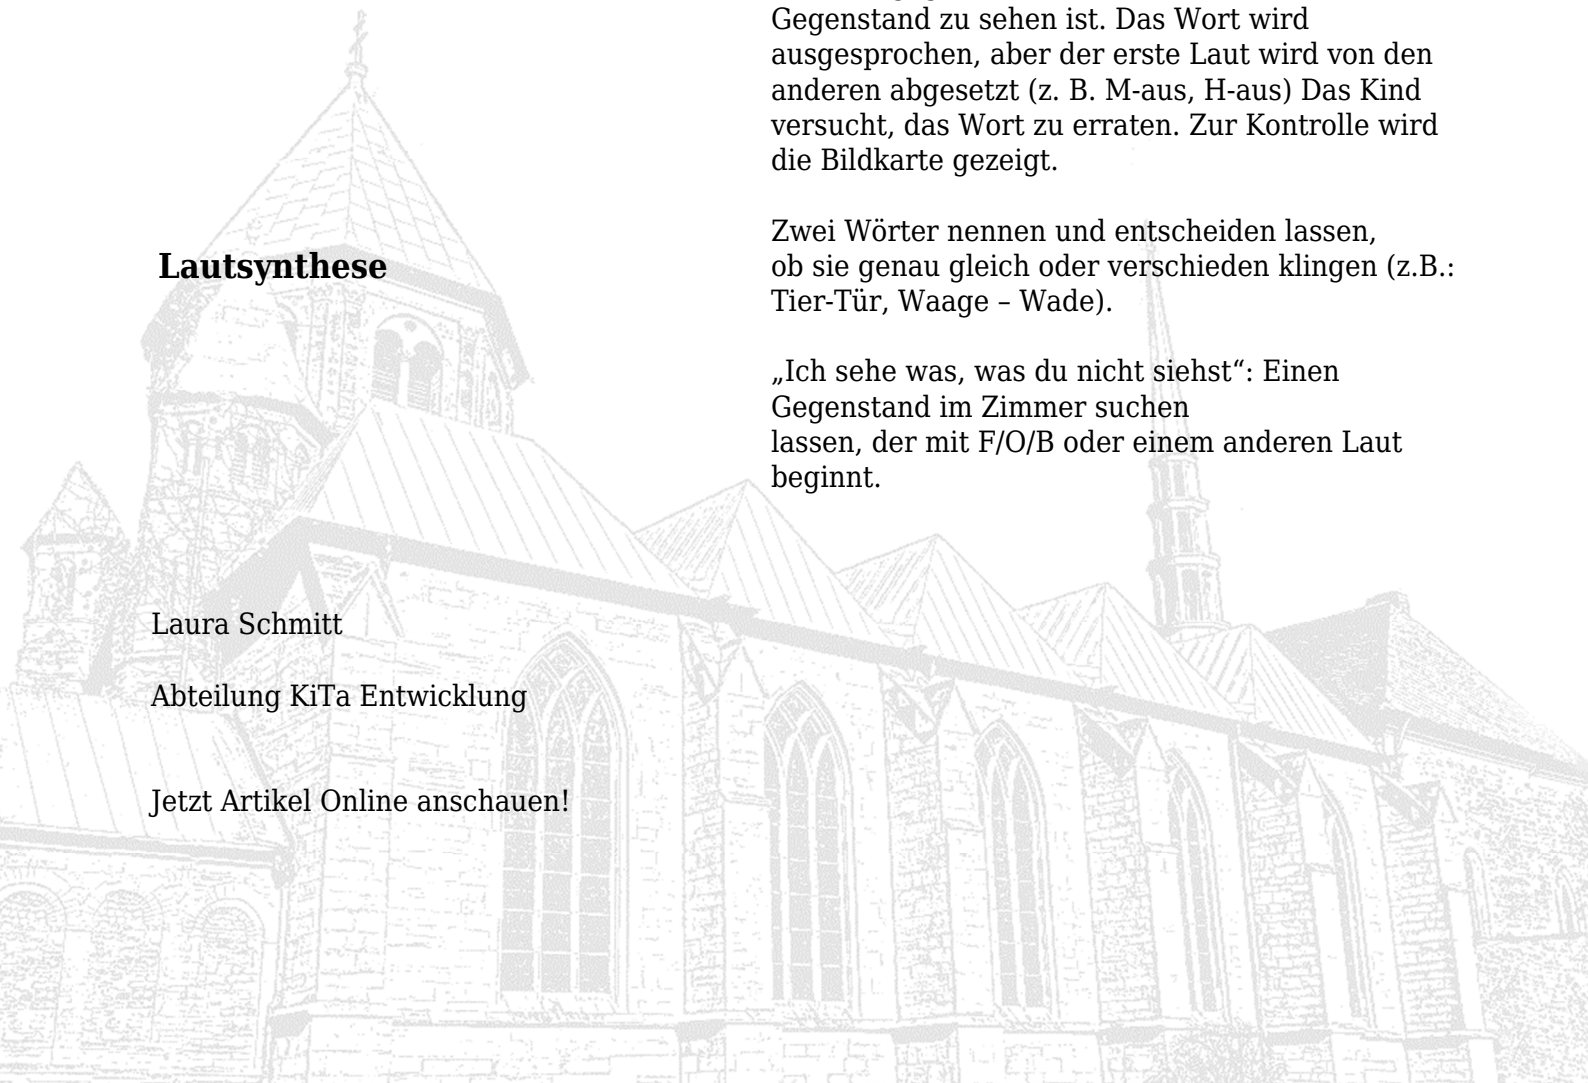 Gegenstand zu sehen ist. Das Wort wird
ausgesprochen, aber der erste Laut wird von den
anderen abgesetzt (z. B. M-aus, H-aus) Das Kind
versucht, das Wort zu erraten. Zur Kontrolle wird
die Bildkarte gezeigt.
Lautsynthese
Zwei Wörter nennen und entscheiden lassen,
ob sie genau gleich oder verschieden klingen (z.B.:
Tier-Tür, Waage – Wade).
„Ich sehe was, was du nicht siehst“: Einen
Gegenstand im Zimmer suchen
lassen, der mit F/O/B oder einem anderen Laut
beginnt.
Laura Schmitt
Abteilung KiTa Entwicklung
Jetzt Artikel Online anschauen!